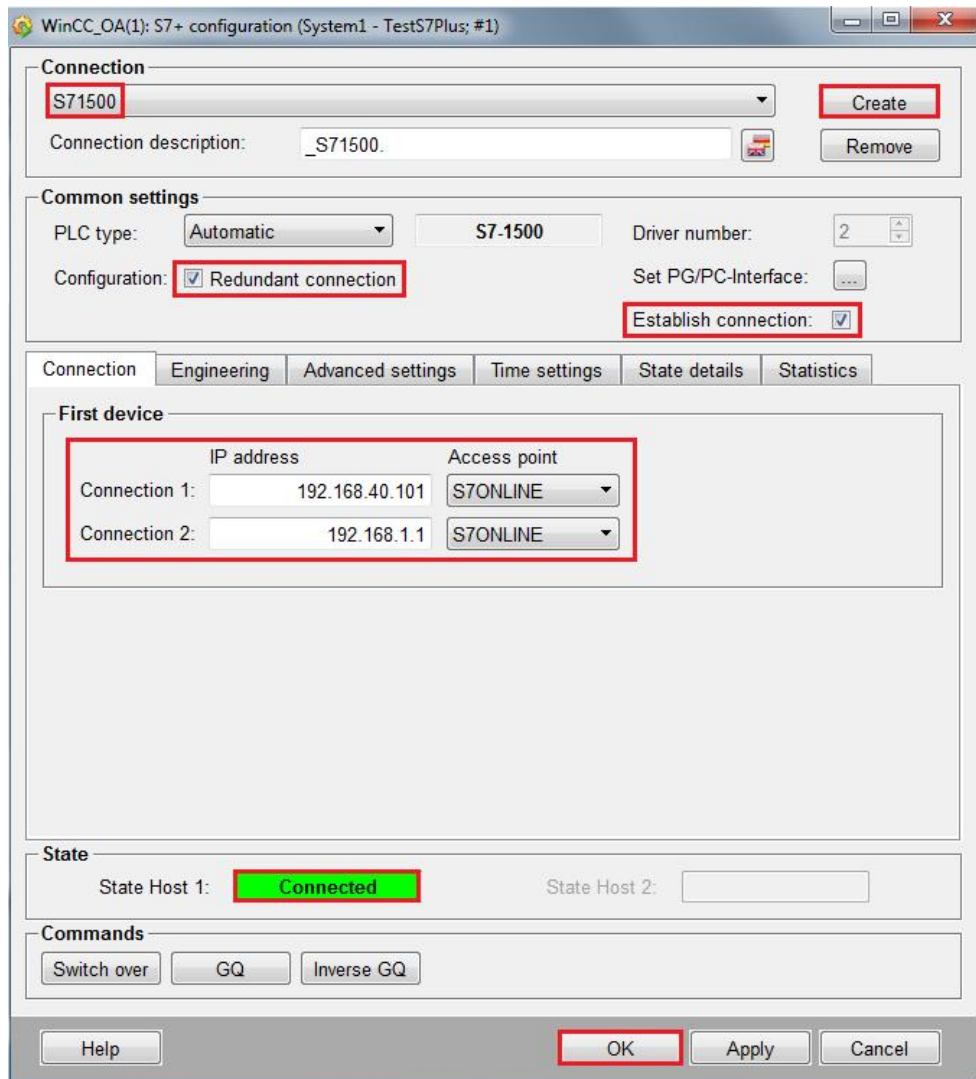 WinCC_OA(1): S7+ configuration (System1 - TestS7Plus; #1)
Connection
S71500 Create
Connection description: _S71500. Remove
Common settings
PLC type: Automatic S7-1500 Driver number: 2
Configuration: Redundant connection Set PG/PC-Interface: ...
Establish connection:
Connection Engineering Advanced settings Time settings State details Statistics
First device
IP address Access point
Connection 1: 192.168.40.101 S7ONLINE
Connection 2: 192.168.1.1 S7ONLINE
State
State Host 1: Connected State Host 2:
Commands
Switch over GQ Inverse GQ
Help OK Apply Cancel